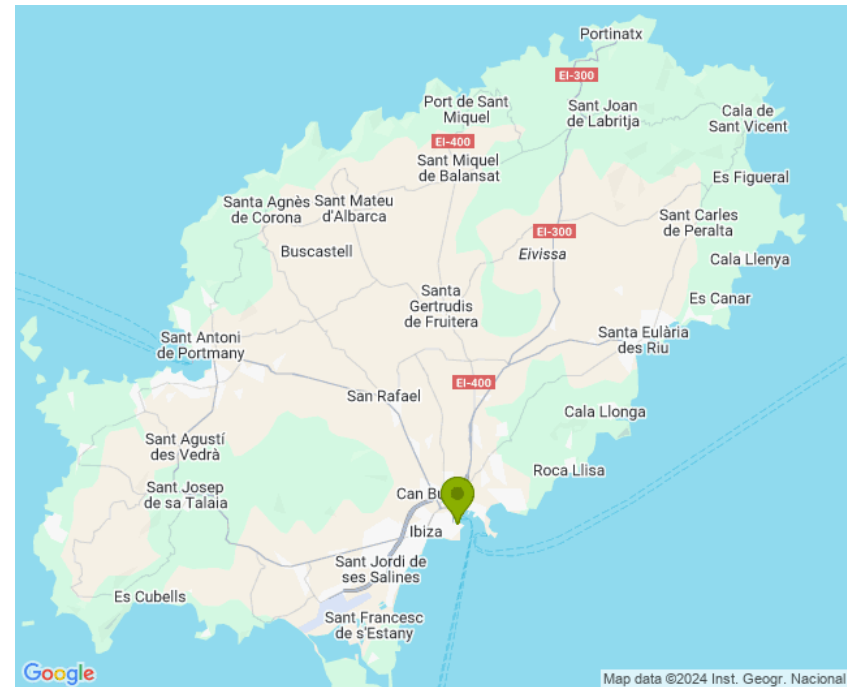 Portinatx
EI-300
Port de Sant
Miquel
Sant Joan
de Labritja
Cala de
Sant Vicent
EI-400
Sant Miquel
de Balansat
Es Figueral
Santa Agnès
de Corona
Sant Mateu
d'Albarca
Sant Carles
de Peralta
EI-300
Buscastell
Eivissa
Cala Llenya
Santa
Gertrudis
de Fruitera
Es Canar
Sant Antoni
de Portmany
Santa Eulària
des Riu
EI-400
San Rafael
Cala Llonga
Sant Agustí
des Vedrà
Roca Llisa
Sant Josep
de sa Talaia
Can Bu
Ibiza
Sant Jordi de
ses Salines
Es Cubells
Sant Francesc
de s'Estany
Google
Map data ©2024 Inst. Geogr. Nacional